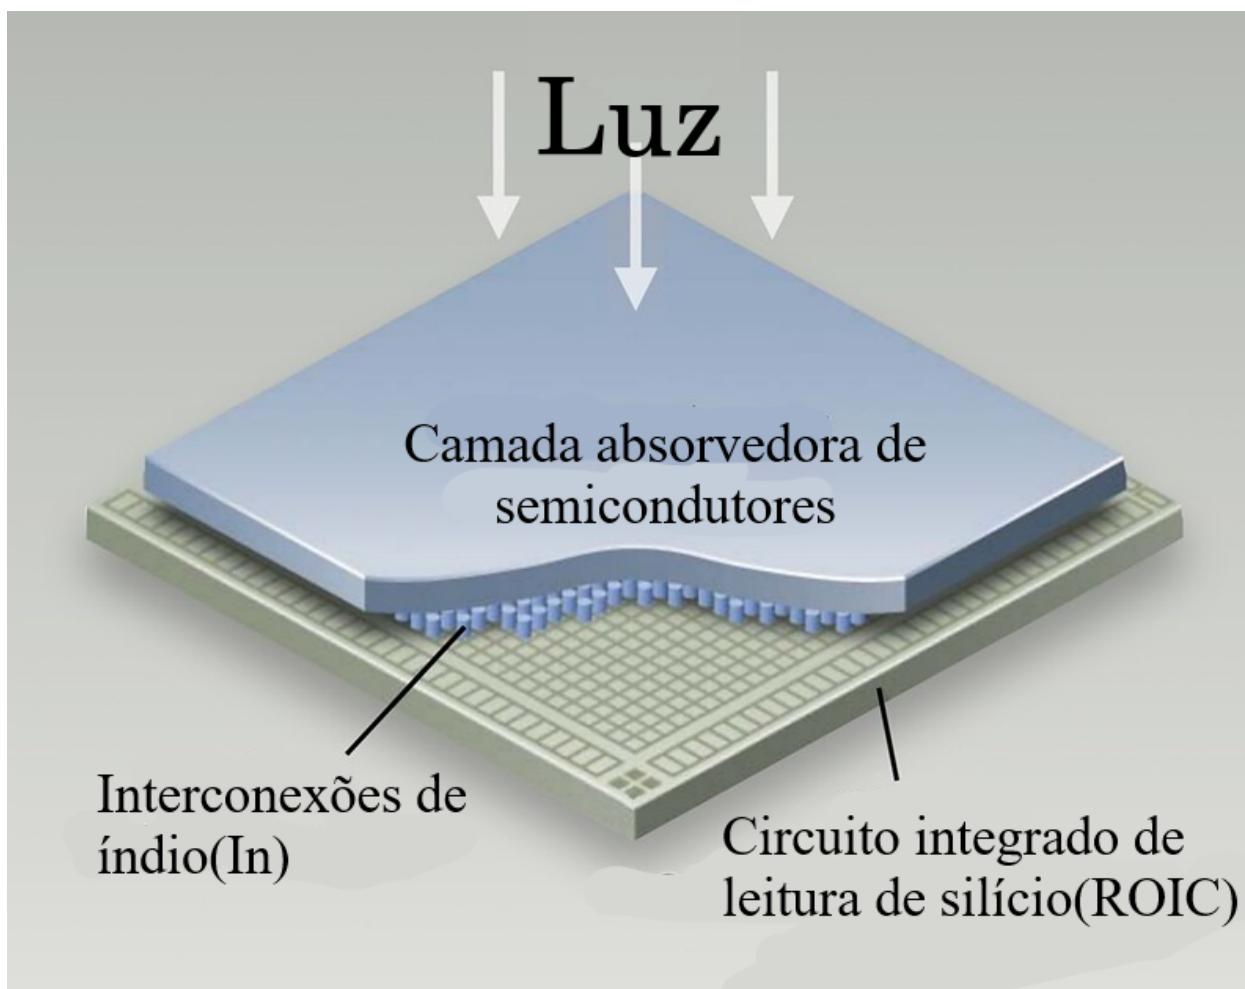 Luz
Camada absorvedora de
semicondutores
Interconexões de
índio(In)
Circuito integrado de
leitura de silício(ROIC)